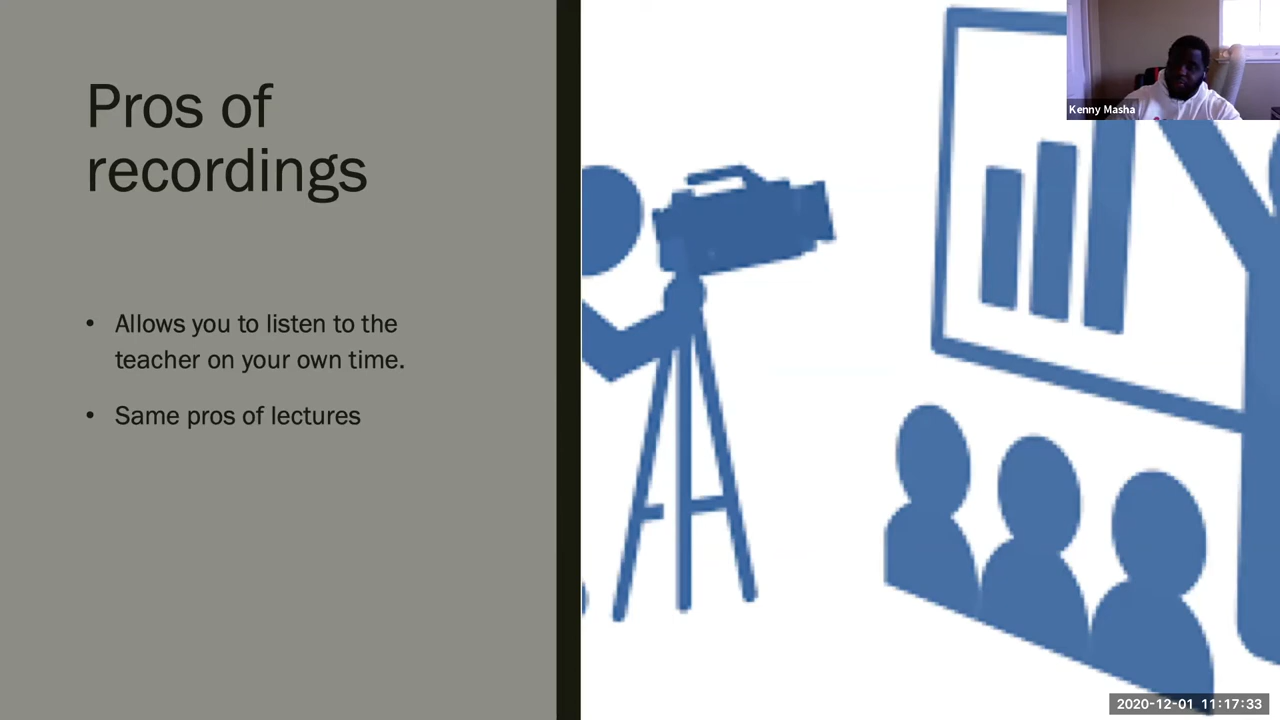 Pros of
recordings
• Allows you to listen to the
teacher on your own time.
• Same pros of lectures
Kenny Masha
2020-12-01 11:17:33